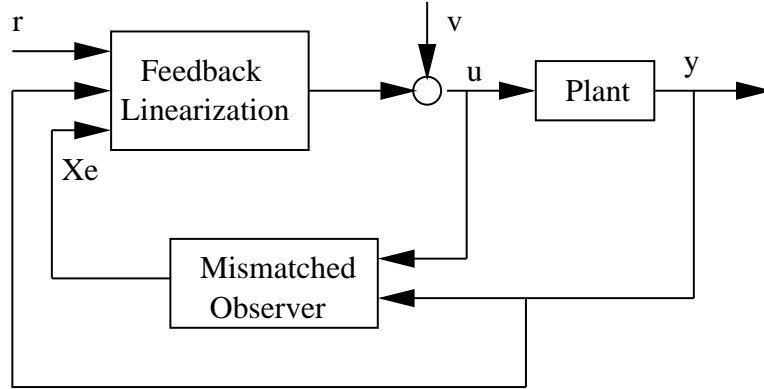 r
v
Feedback
Linearization
u
Plant
y
Xe
Mismatched
Observer